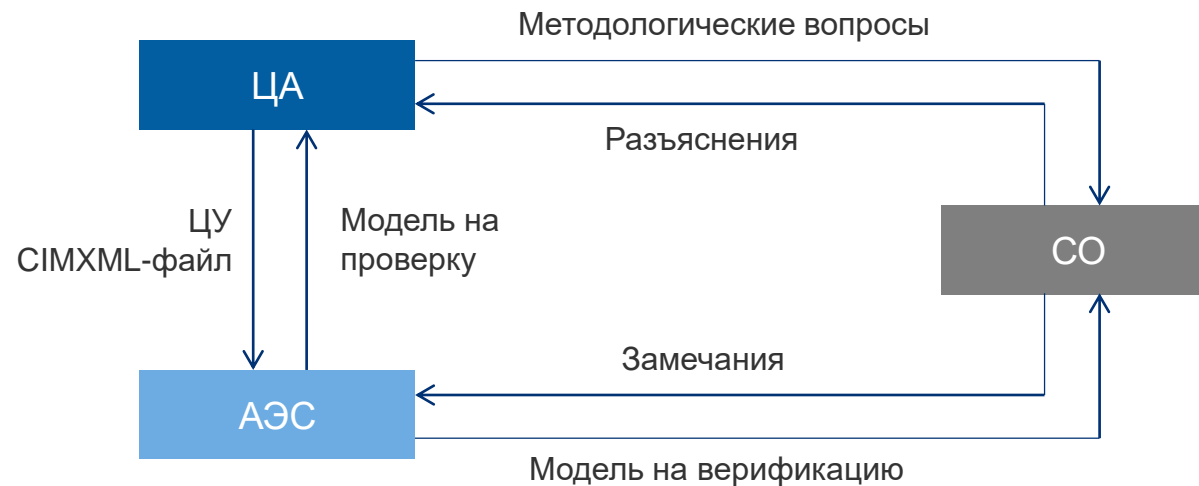 Методологические вопросы
ЦА
Разъяснения
ЦУ
CIMXML-файл
Модель на
проверку
СО
Замечания
АЭС
Модель на верификацию